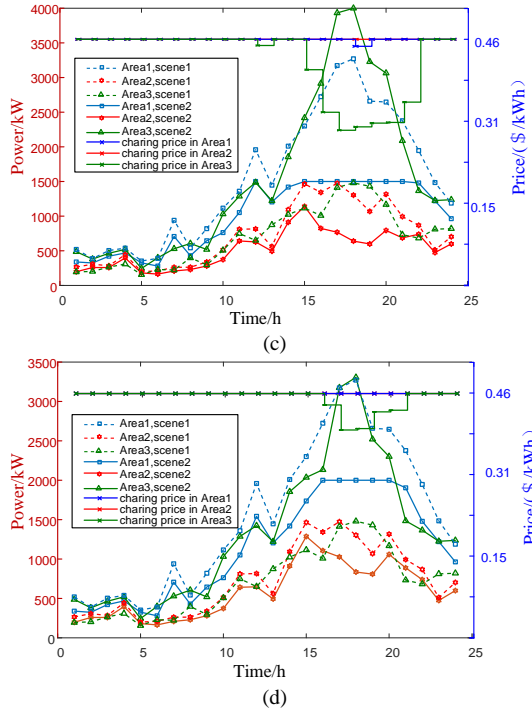 4000
3500
3000
2500
2000
1500
1000
500
0
Power/kW
Area1,scene1
Area2,scene1
Area3,scene1
Area1,scene2
Area2,scene2
Area3,scene2
charing price in Area1
charing price in Area2
charing price in Area3
0.46
0.31
0.15
Price/( $ /kWh)
0 5 10 15 20 25
Time/h
(c)
3500
3000
2500
2000
1500
1000
500
0
Power/kW
Area1,scene1
Area2,scene1
Area3,scene1
Area1,scene2
Area2,scene2
Area3,scene2
charing price in Area1
charing price in Area2
charing price in Area3
0.46
0.31
0.15
Price/( $ /kWh)
0 5 10 15 20 25
Time/h
(d)